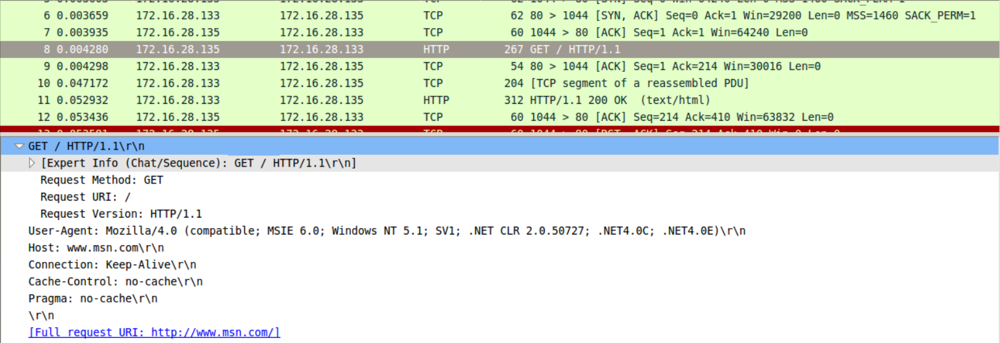 6 0.003659 172.16.28.133 172.16.28.135 TCP 62 80 > 1044 [SYN, ACK] Seq=0 Ack=1 Win=29200 Len=0 MSS=1460 SACK_PERM=1
7 0.003935 172.16.28.135 172.16.28.133 TCP 60 1044 > 80 [ACK] Seq=1 Ack=1 Win=64240 Len=0
8 0.004280 172.16.28.135 172.16.28.133 HTTP 267 GET / HTTP/1.1
9 0.004298 172.16.28.133 172.16.28.135 TCP 54 80 > 1044 [ACK] Seq=1 Ack=214 Win=30016 Len=0
10 0.047172 172.16.28.133 172.16.28.135 TCP 204 [TCP segment of a reassembled PDU]
11 0.052932 172.16.28.133 172.16.28.135 HTTP 312 HTTP/1.1 200 OK (text/html)
12 0.053436 172.16.28.135 172.16.28.133 TCP 60 1044 > 80 [ACK] Seq=214 Ack=410 Win=63832 Len=0
GET / HTTP/1.1\r\n
[Expert Info (Chat/Sequence): GET / HTTP/1.1\r\n]
Request Method: GET
Request URI: /
Request Version: HTTP/1.1
User-Agent: Mozilla/4.0 (compatible; MSIE 6.0; Windows NT 5.1; SV1; .NET CLR 2.0.50727; .NET4.0C; .NET4.0E)\r\n
Host: www.msn.com\r\n
Connection: Keep-Alive\r\n
Cache-Control: no-cache\r\n
Pragma: no-cache\r\n
\r\n
[Full request URI: http://www.msn.com/]